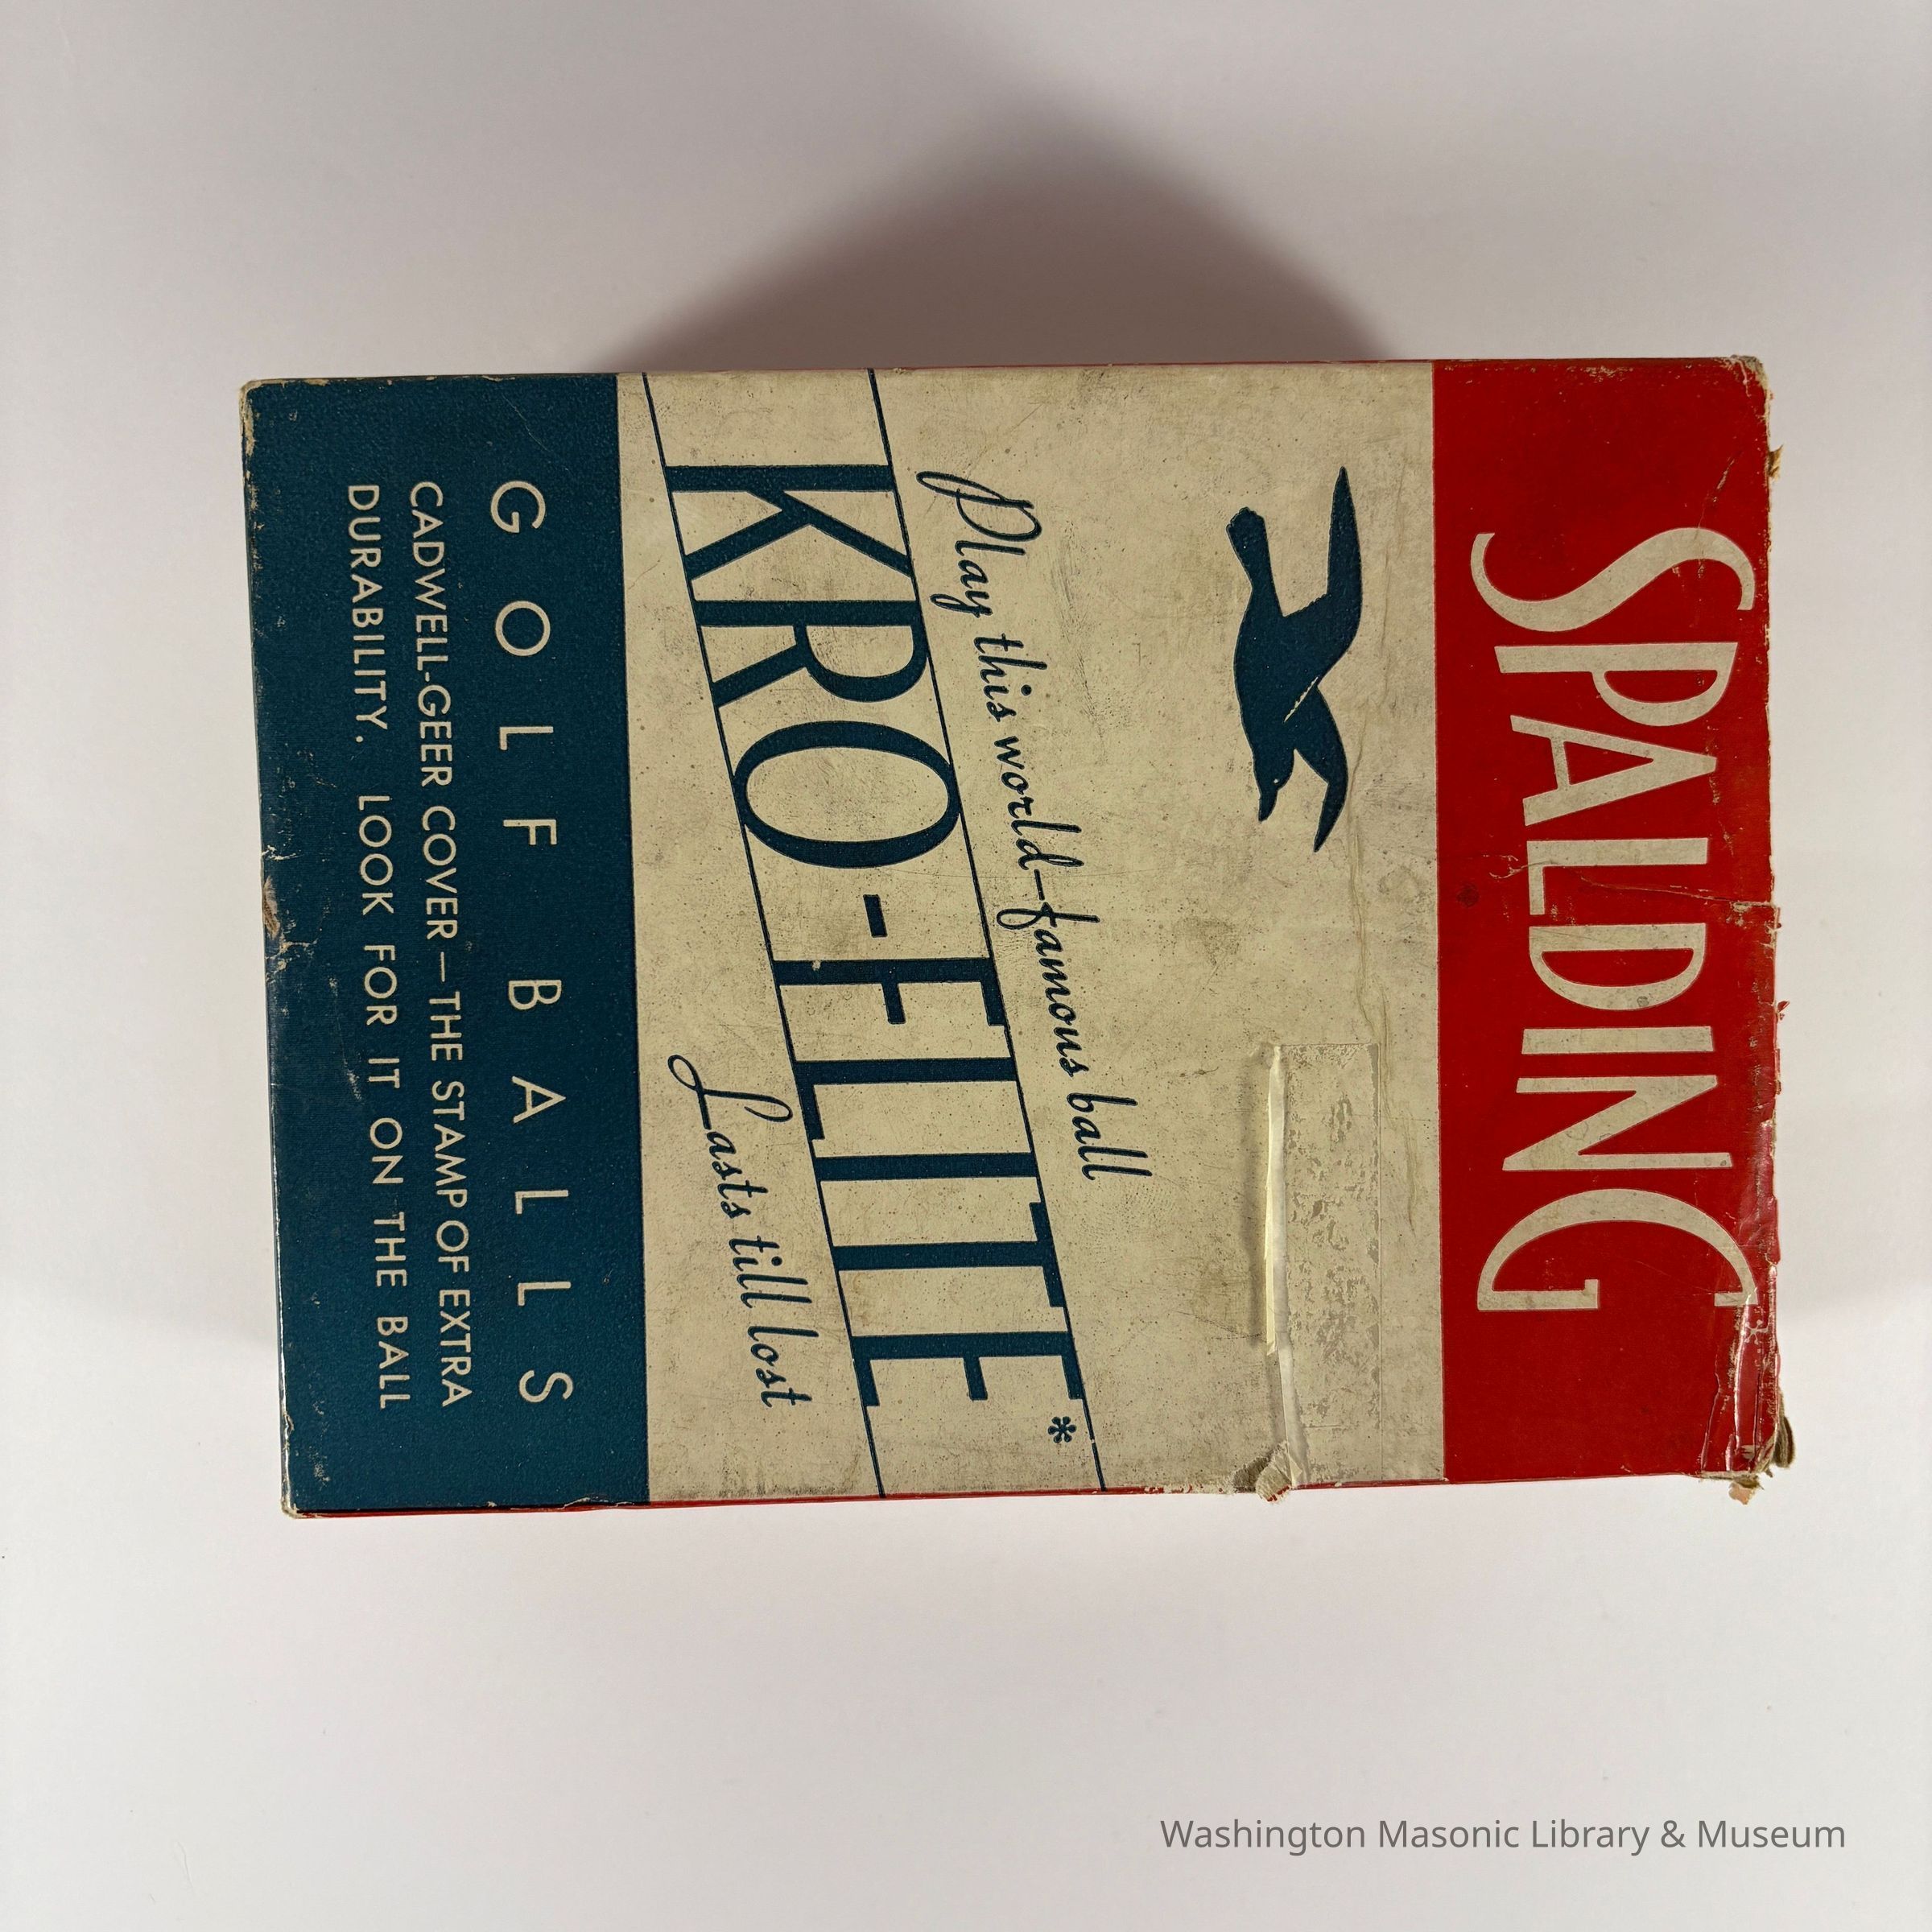 SPALDING
Play this world-famous ball
KRO-FLITE*
Lasts till lost
GOLF BALLS
CADWELL-GEER COVER—THE STAMP OF EXTRA
DURABILITY. LOOK FOR IT ON THE BALL
Washington Masonic Library & Museum